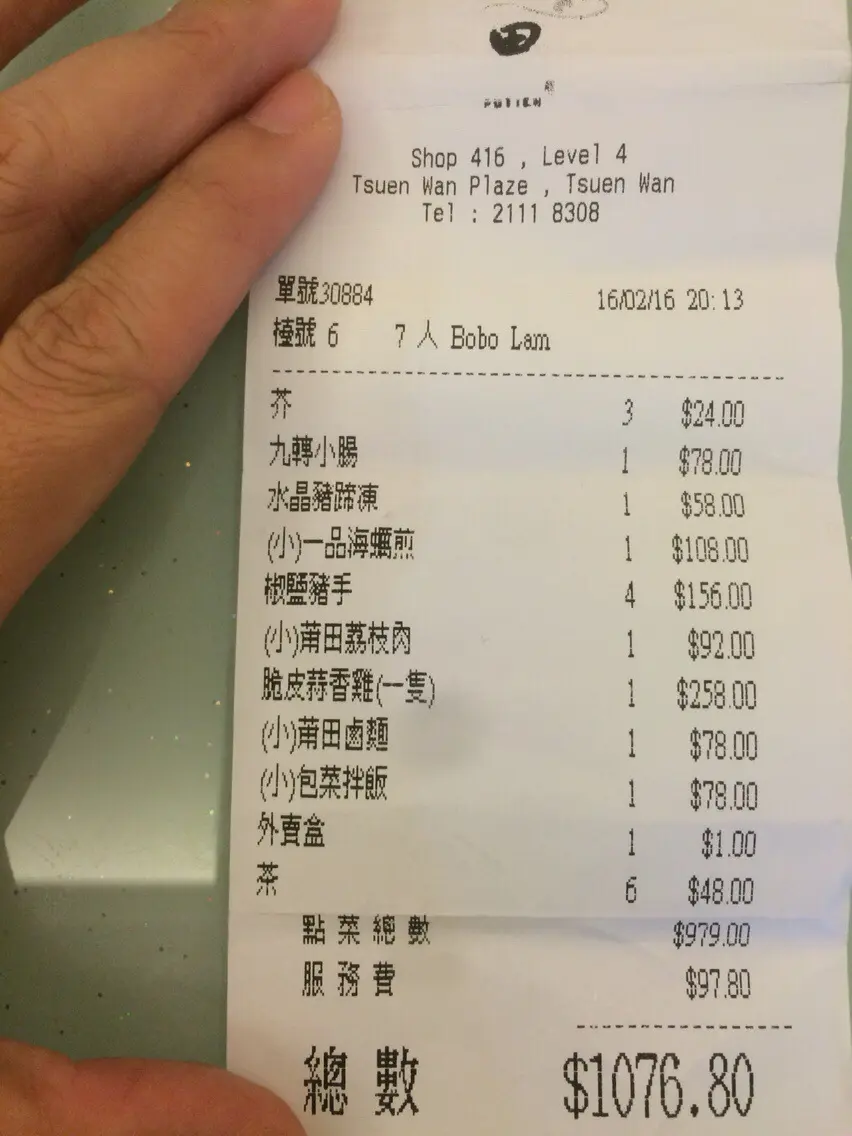 田
PUTIEN®
Shop 416 , Level 4
Tsuen Wan Plaze , Tsuen Wan
Tel : 2111 8308
單號30884 16/02/16 20:13
檯號 6 7 人 Bobo Lam
芥 3 $24.00
九轉小腸 1 $78.00
水晶豬蹄凍 1 $58.00
(小)一品海蠣煎 1 $108.00
椒鹽豬手 4 $156.00
(小)莆田荔枝肉 1 $92.00
脆皮蒜香雞(一隻) 1 $258.00
(小)莆田鹵麵 1 $78.00
(小)包菜拌飯 1 $78.00
外賣盒 1 $1.00
茶 6 $48.00
點菜總數 $979.00
服務費 $97.80
總數 $1076.80